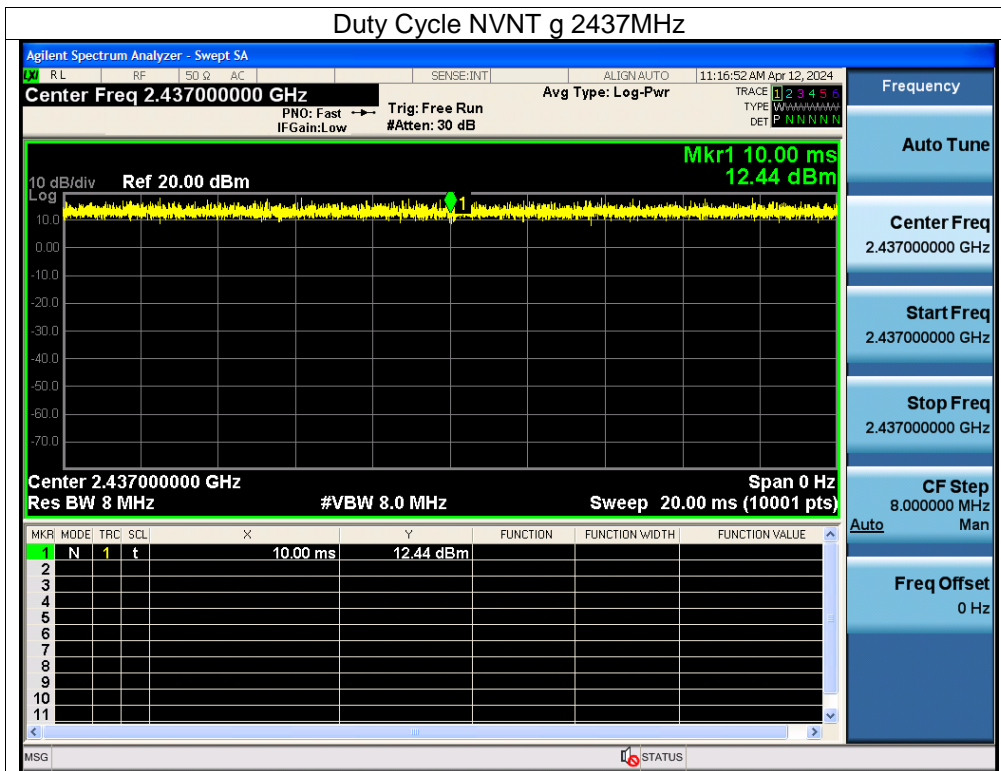 Duty Cycle NVNT g 2437MHz
Agilent Spectrum Analyzer - Swept SA
LXI RL RF 50 Ω AC SENSE:INT ALIGN AUTO 11:16:52 AM Apr 12, 2024
Center Freq 2.437000000 GHz Avg Type: Log-Pwr TRACE 1 2 3 4 5 6
PNO: Fast Trig: Free Run TYPE WWWWWW
IFGain:Low #Atten: 30 dB DET P N N N N N
Mkr1 10.00 ms
12.44 dBm
10 dB/div Ref 20.00 dBm
Log
1
10.0
0.00
-10.0
-20.0
-30.0
-40.0
-50.0
-60.0
-70.0
Center 2.437000000 GHz Span 0 Hz
Res BW 8 MHz #VBW 8.0 MHz Sweep 20.00 ms (10001 pts)
MKR MODE TRC SCL X Y FUNCTION FUNCTION WIDTH FUNCTION VALUE
1 N 1 t 10.00 ms 12.44 dBm
2
3
4
5
6
7
8
9
10
11
MSG STATUS
Frequency
Auto Tune
Center Freq
2.437000000 GHz
Start Freq
2.437000000 GHz
Stop Freq
2.437000000 GHz
CF Step
8.000000 MHz
Auto Man
Freq Offset
0 Hz